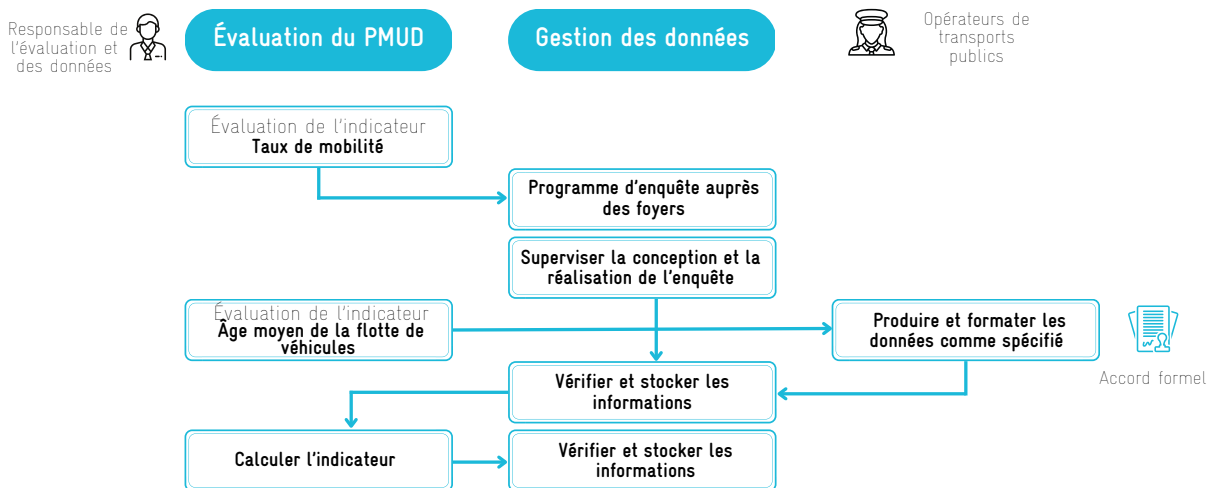 Responsable de
l'évaluation et
des données
Évaluation du PMUD
Gestion des données
Opérateurs de
transports
publics
Évaluation de l'indicateur
Taux de mobilité
Programme d'enquête auprès
des foyers
Superviser la conception et la
réalisation de l'enquête
Évaluation de l'indicateur
Âge moyen de la flotte de
véhicules
Produire et formater les
données comme spécifié
Accord formel
Vérifier et stocker les
informations
Calculer l'indicateur
Vérifier et stocker les
informations